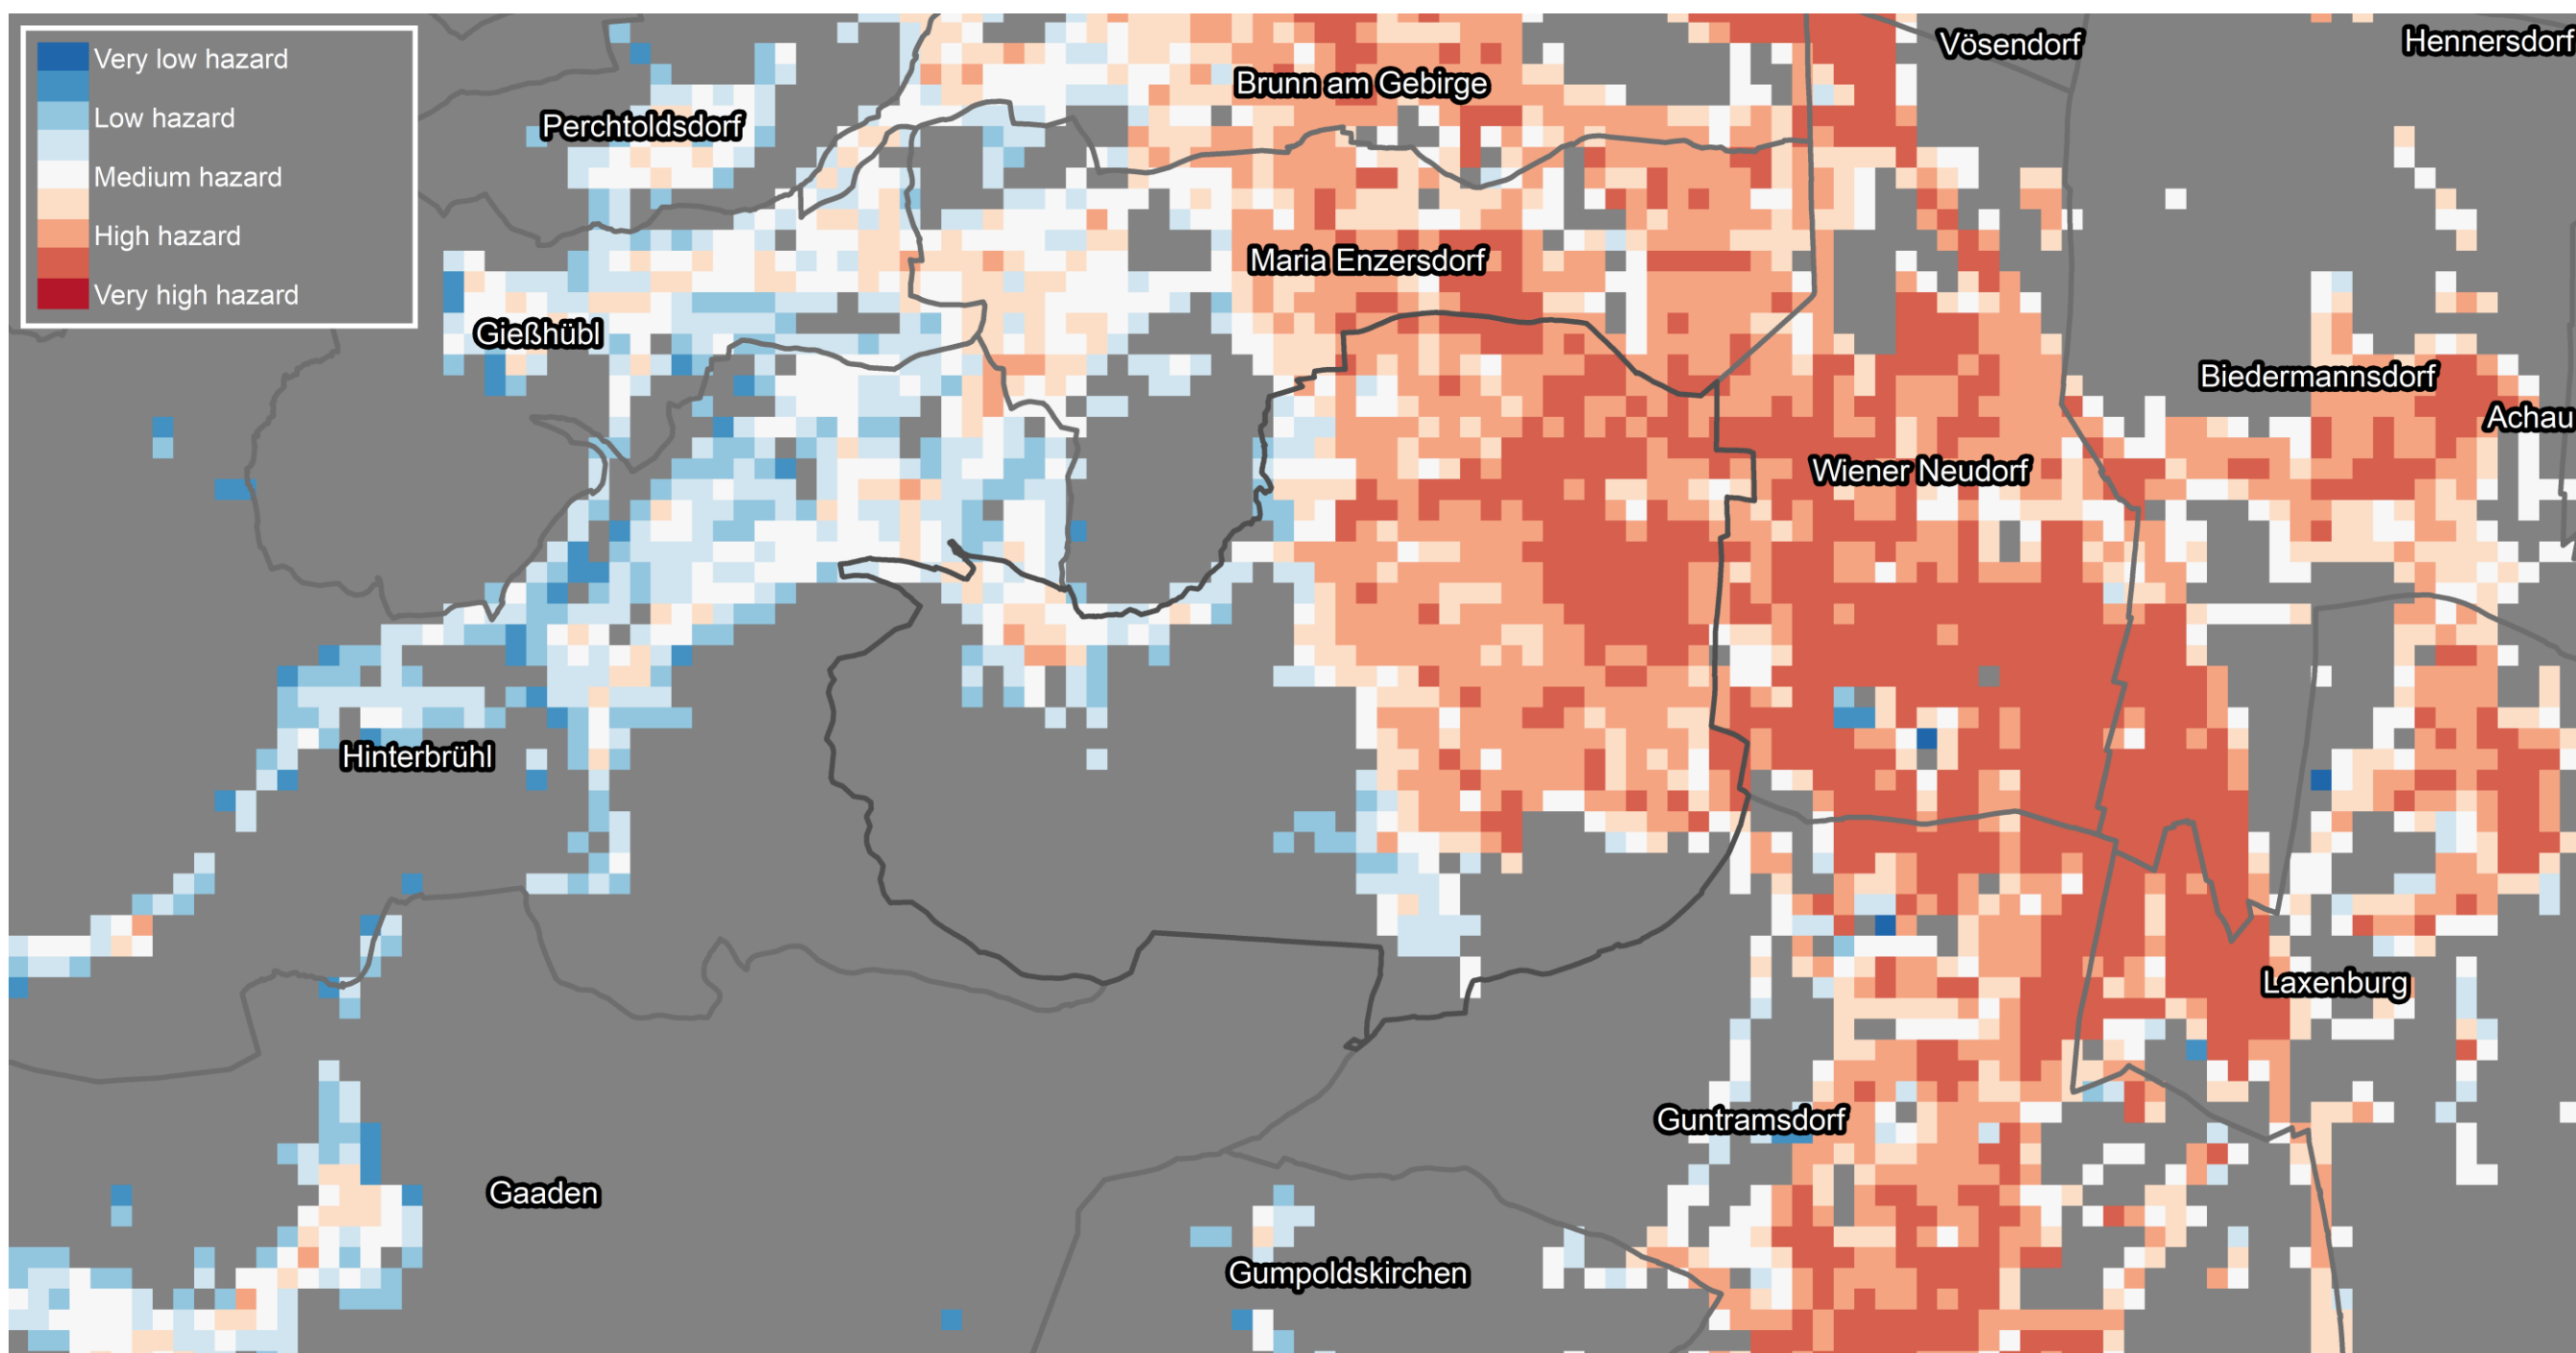 Very low hazard
Low hazard
Medium hazard
High hazard
Very high hazard
Vösendorf
Hennersdorf
Brunn am Gebirge
Perchtoldsdorf
Maria Enzersdorf
Gießhübl
Biedermannsdorf
Achau
Wiener Neudorf
Hinterbrühl
Laxenburg
Guntramsdorf
Gaaden
Gumpoldskirchen